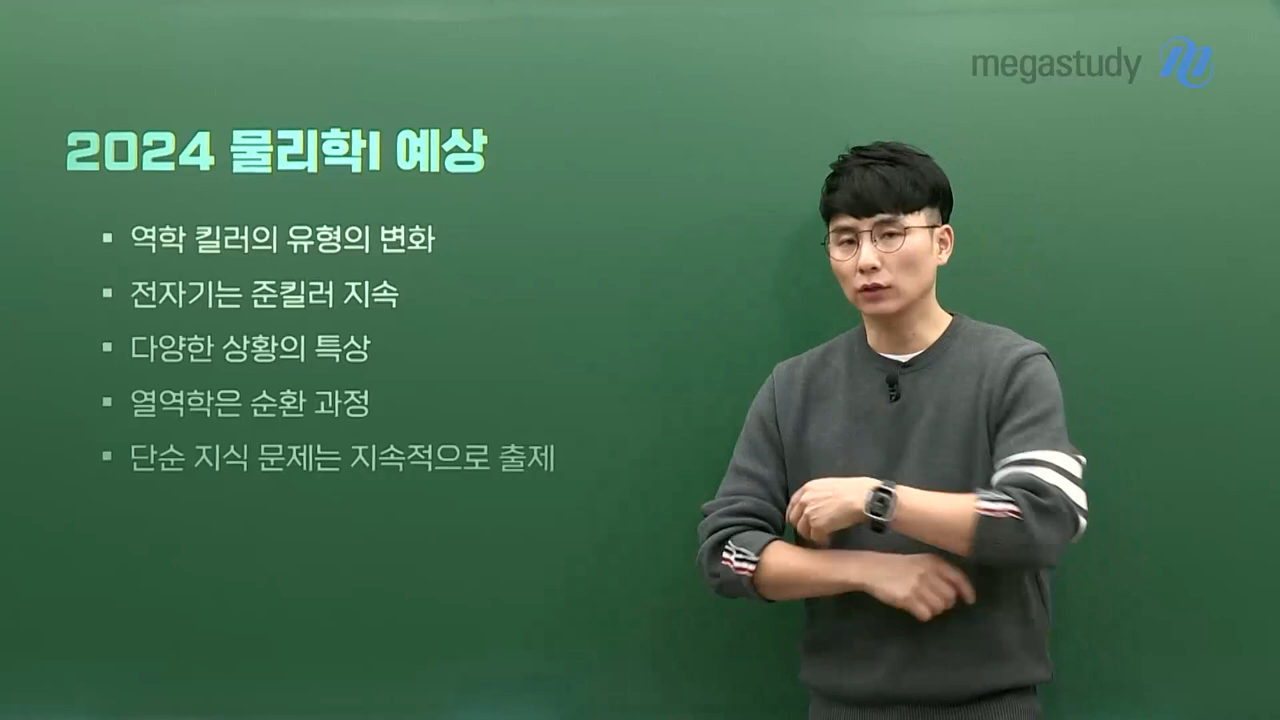 megastudy
2024 물리학I 예상
▪ 역학 킬러의 유형의 변화
▪ 전자기는 준킬러 지속
▪ 다양한 상황의 특상
▪ 열역학은 순환 과정
▪ 단순 지식 문제는 지속적으로 출제